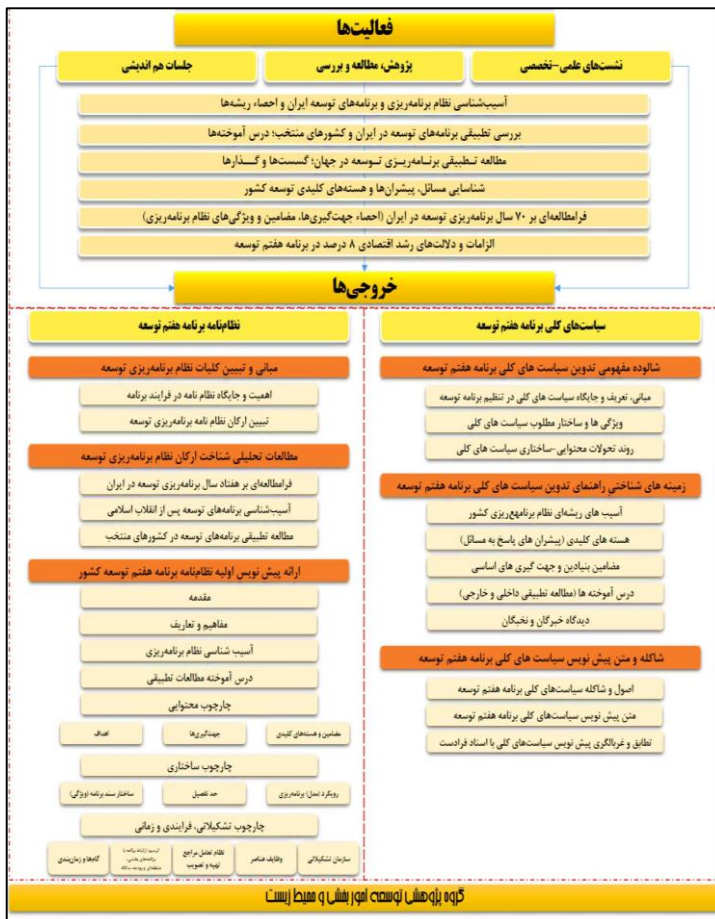 فعالیت‌ها
نشست‌های علمی-تخصصی
پژوهش، مطالعه و بررسی
جلسات هم اندیشی
آسیب‌شناسی نظام برنامه‌ریزی و برنامه‌های توسعه ایران و احصاء ریشه‌ها
بررسی تطبیقی برنامه‌های توسعه در ایران و کشورهای منتخب؛ درس آموخته‌ها
مطالعه تـطبیقی برنـامه‌ریـزی تـوسعه در جهان؛ گسست‌ها و گـــذارها
شناسایی مسائل، پیشران‌ها و هسته‌های کلیدی توسعه کشور
فرامطالعه‌ای بر ۷۰ سال برنامه‌ریزی توسعه در ایران (احصاء جهت‌گیری‌ها، مضامین و ویژگی‌های نظام برنامه‌ریزی)
الزامات و دلالت‌های رشد اقتصادی ۸ درصد در برنامه هفتم توسعه
خروجی‌ها
سیاست‌های کلی برنامه هفتم توسعه
شالوده مفهومی تدوین سیاست های کلی برنامه هفتم توسعه
مبانی، تعریف و جایگاه سیاست های کلی در تنظیم برنامه توسعه
ویژگی ها و ساختار مطلوب سیاست های کلی
روند تحولات محتوایی-ساختاری سیاست های کلی
زمینه های شناختی راهنمای تدوین سیاست های کلی برنامه هفتم توسعه
آسیب های ریشه‌ای نظام برنامهع‌ریزی کشور
هسته های کلیدی (پیشران های پاسخ به مسائل)
مضامین بنیادین و جهت گیری های اساسی
درس آموخته ها (مطالعه تطبیقی داخلی و خارجی)
دیدگاه خبرگان و نخبگان
شاکله و متن پیش نویس سیاست های کلی برنامه هفتم توسعه
اصول و شاکله سیاست‌های کلی برنامه هفتم توسعه
متن پیش نویس سیاست‌های کلی برنامه هفتم توسعه
تطابق و غربالگری پیش نویس سیاست‌های کلی با اسناد فرادست
نظام‌نامه برنامه هفتم توسعه
مبانی و تبیین کلیات نظام برنامه‌ریزی توسعه
اهمیت و جایگاه نظام نامه در فرایند برنامه
تبیین ارکان نظام نامه برنامه‌ریزی توسعه
مطالعات تحلیلی شناخت ارکان نظام برنامه‌ریزی توسعه
فرامطالعه‌ای بر هفتاد سال برنامه‌ریزی توسعه در ایران
آسیب‌شناسی برنامه‌های توسعه پس از انقلاب اسلامی
مطالعه تطبیقی برنامه‌های توسعه در کشورهای منتخب
ارائه پیش نویس اولیه نظام‌نامه برنامه هفتم توسعه کشور
مقدمه
مفاهیم و تعاریف
آسیب شناسی نظام برنامه‌ریزی
درس آموخته مطالعات تطبیقی
چارچوب محتوایی
مضامین و هسته‌های کلیدی
جهت‌گیری‌ها
اهداف
چارچوب ساختاری
رویکرد (مدل) برنامه‌ریزی
حد تفصیل
ساختار سند برنامه (ویژگی)
چارچوب تشکیلاتی، فرایندی و زمانی
سازمان تشکیلاتی
وظایف عناصر
نظام تعامل مراجع
تهیه و تصویب
گام‌ها و زمان‌بندی
گروه پژوهشی توسعه امور بخشی و محیط زیست